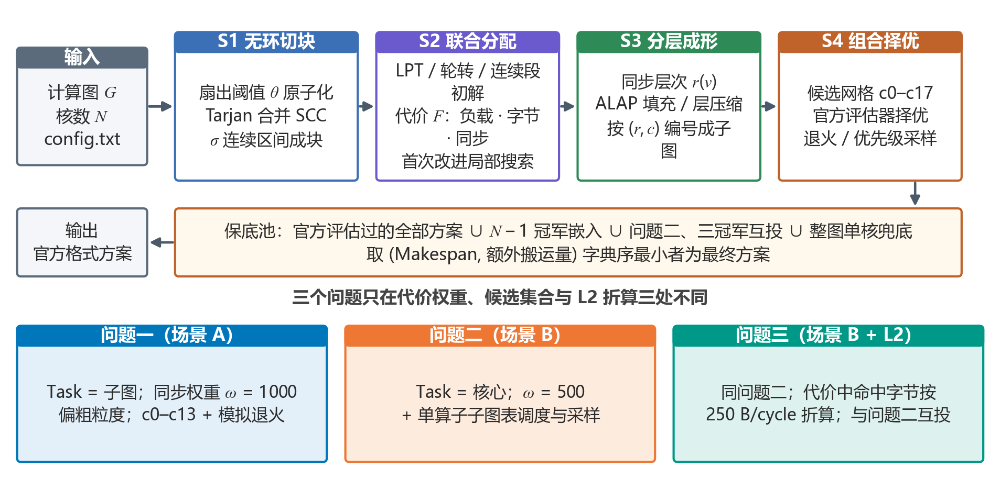 输入
计算图 G
核数 N
config.txt
S1 无环切块
扇出阈值 θ 原子化
Tarjan 合并 SCC
σ 连续区间成块
S2 联合分配
LPT / 轮转 / 连续段
初解
代价 F：负载 · 字节
· 同步
首次改进局部搜索
S3 分层成形
同步层次 r(v)
ALAP 填充 / 层压缩
按 (r, c) 编号成子
图
S4 组合择优
候选网格 c0–c17
官方评估器择优
退火 / 优先级采样
输出
官方格式方案
保底池：官方评估过的全部方案 ∪ N – 1 冠军嵌入 ∪ 问题二、三冠军互投 ∪ 整图单核兜底
取 (Makespan, 额外搬运量) 字典序最小者为最终方案
三个问题只在代价权重、候选集合与 L2 折算三处不同
问题一（场景 A）
Task = 子图；同步权重 ω = 1000
偏粗粒度；c0–c13 + 模拟退火
问题二（场景 B）
Task = 核心；ω = 500
+ 单算子子图表调度与采样
问题三（场景 B + L2）
同问题二；代价中命中字节按
250 B/cycle 折算；与问题二互投